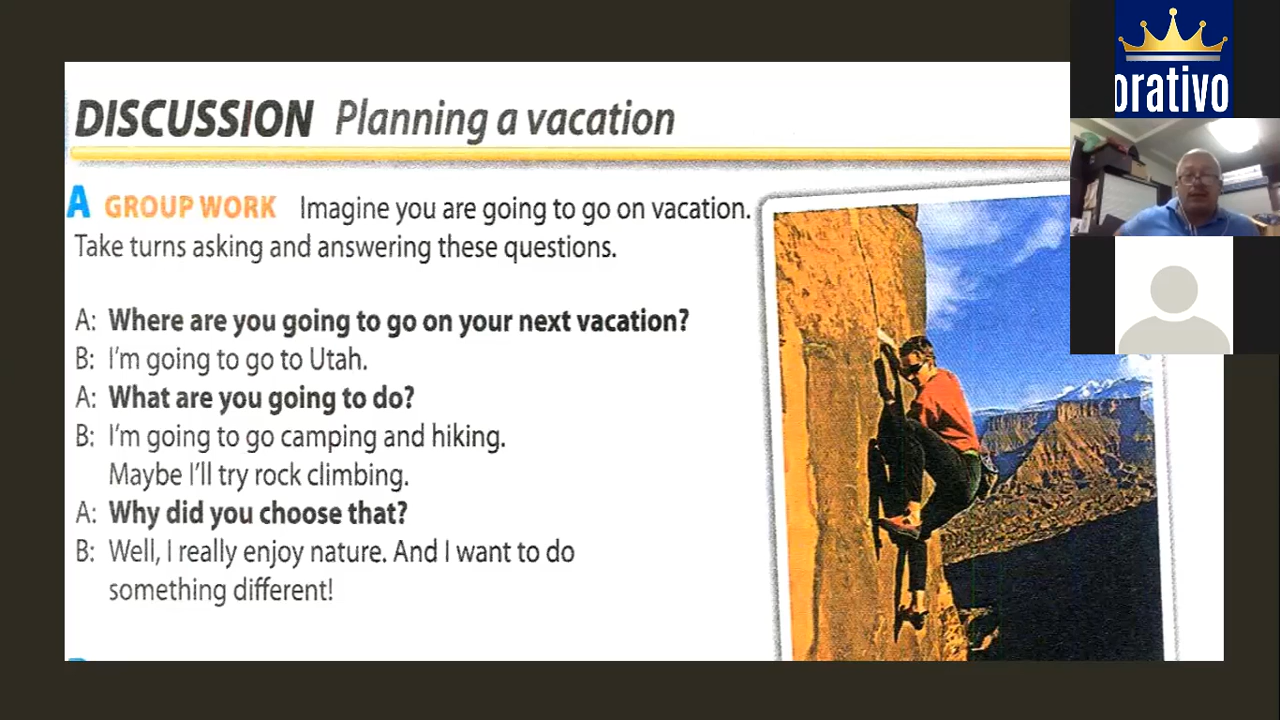 DISCUSSION Planning a vacation
A GROUP WORK Imagine you are going to go on vacation.
Take turns asking and answering these questions.
A: Where are you going to go on your next vacation?
B: I'm going to go to Utah.
A: What are you going to do?
B: I'm going to go camping and hiking.
Maybe I'll try rock climbing.
A: Why did you choose that?
B: Well, I really enjoy nature. And I want to do
something different!
orativo